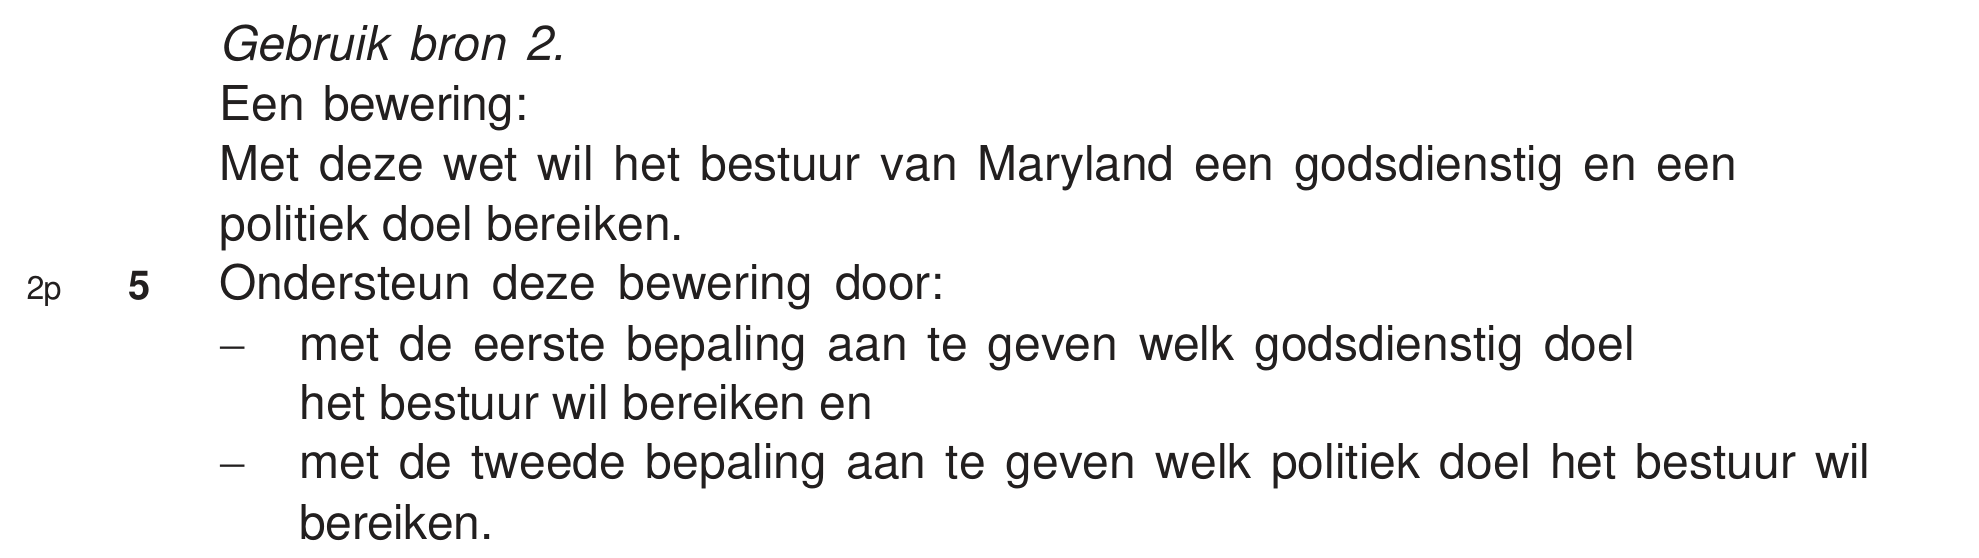 Gebruik bron 2.
Een bewering:
Met deze wet wil het bestuur van Maryland een godsdienstig en een
politiek doel bereiken.
2p 5 Ondersteun deze bewering door:
– met de eerste bepaling aan te geven welk godsdienstig doel
het bestuur wil bereiken en
– met de tweede bepaling aan te geven welk politiek doel het bestuur wil
bereiken.